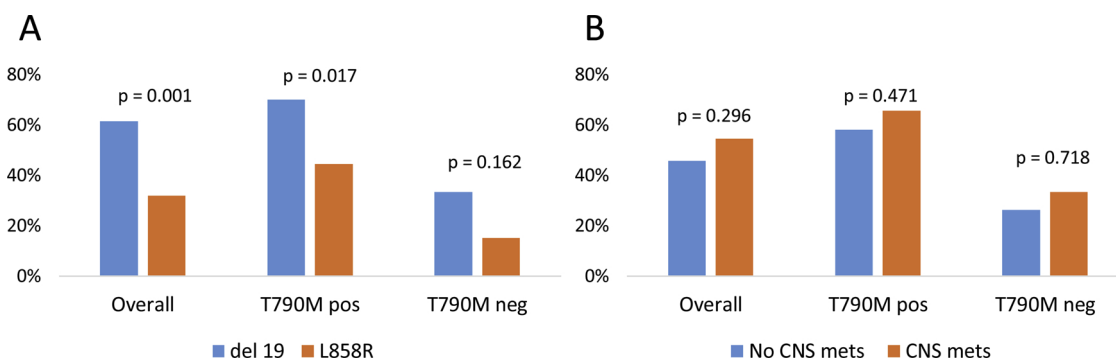 A
80%
60%
40%
20%
0%
p = 0.001
p = 0.017
p = 0.162
Overall
T790M pos
T790M neg
del 19
L858R
B
80%
60%
40%
20%
0%
p = 0.296
p = 0.471
p = 0.718
Overall
T790M pos
T790M neg
No CNS mets
CNS mets